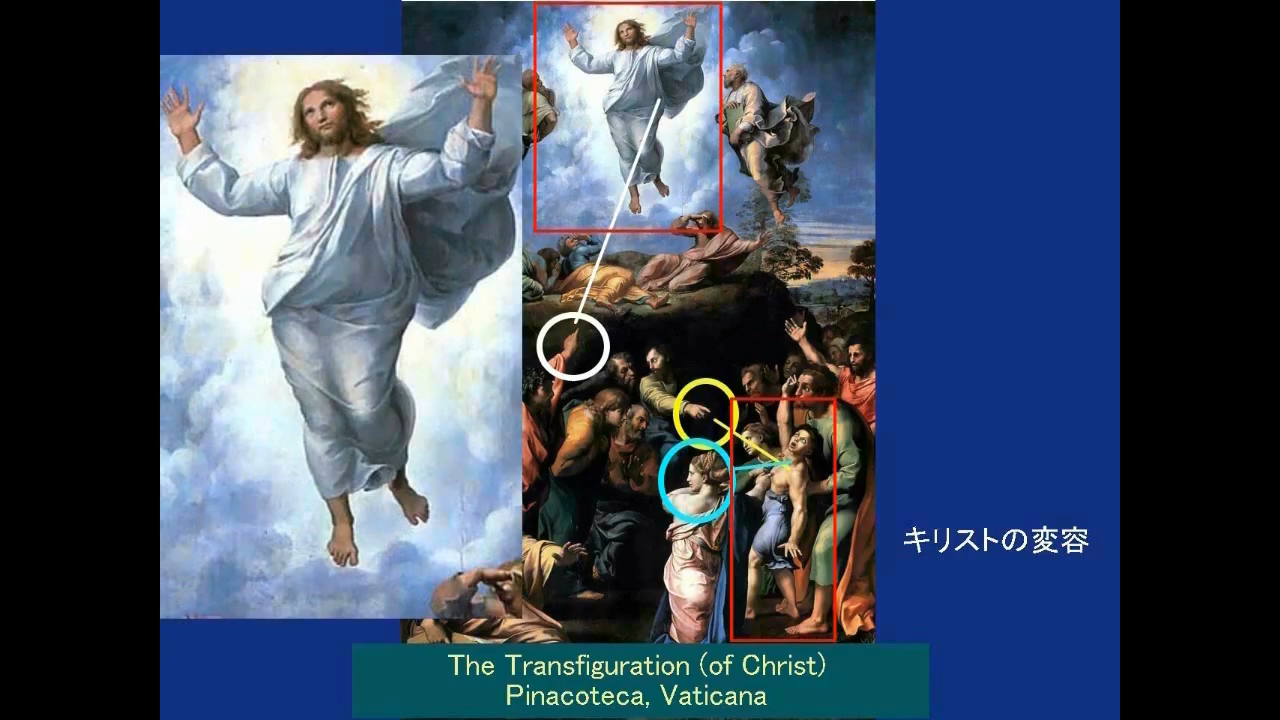 キリストの変容
The Transfiguration (of Christ)
Pinacoteca, Vaticana